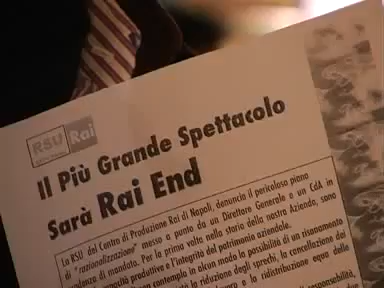 RSU Rai
Il Più Grande Spettacolo
Sarà Rai End
La RSU del Centro di Produzione Rai di Napoli, denuncia il pericoloso piano
di "razionalizzazione" messo a punto da un Direttore Generale e un CdA in
scadenza di mandato. Per la prima volta nella storia della nostra Azienda, sono
capacità produttive e l'integrità del patrimonio aziendale.
contempla in alcun modo la possibilità di un risanamento
la riduzione degli sprechi, la cancellazione dei
e la ridistribuzione equa delle